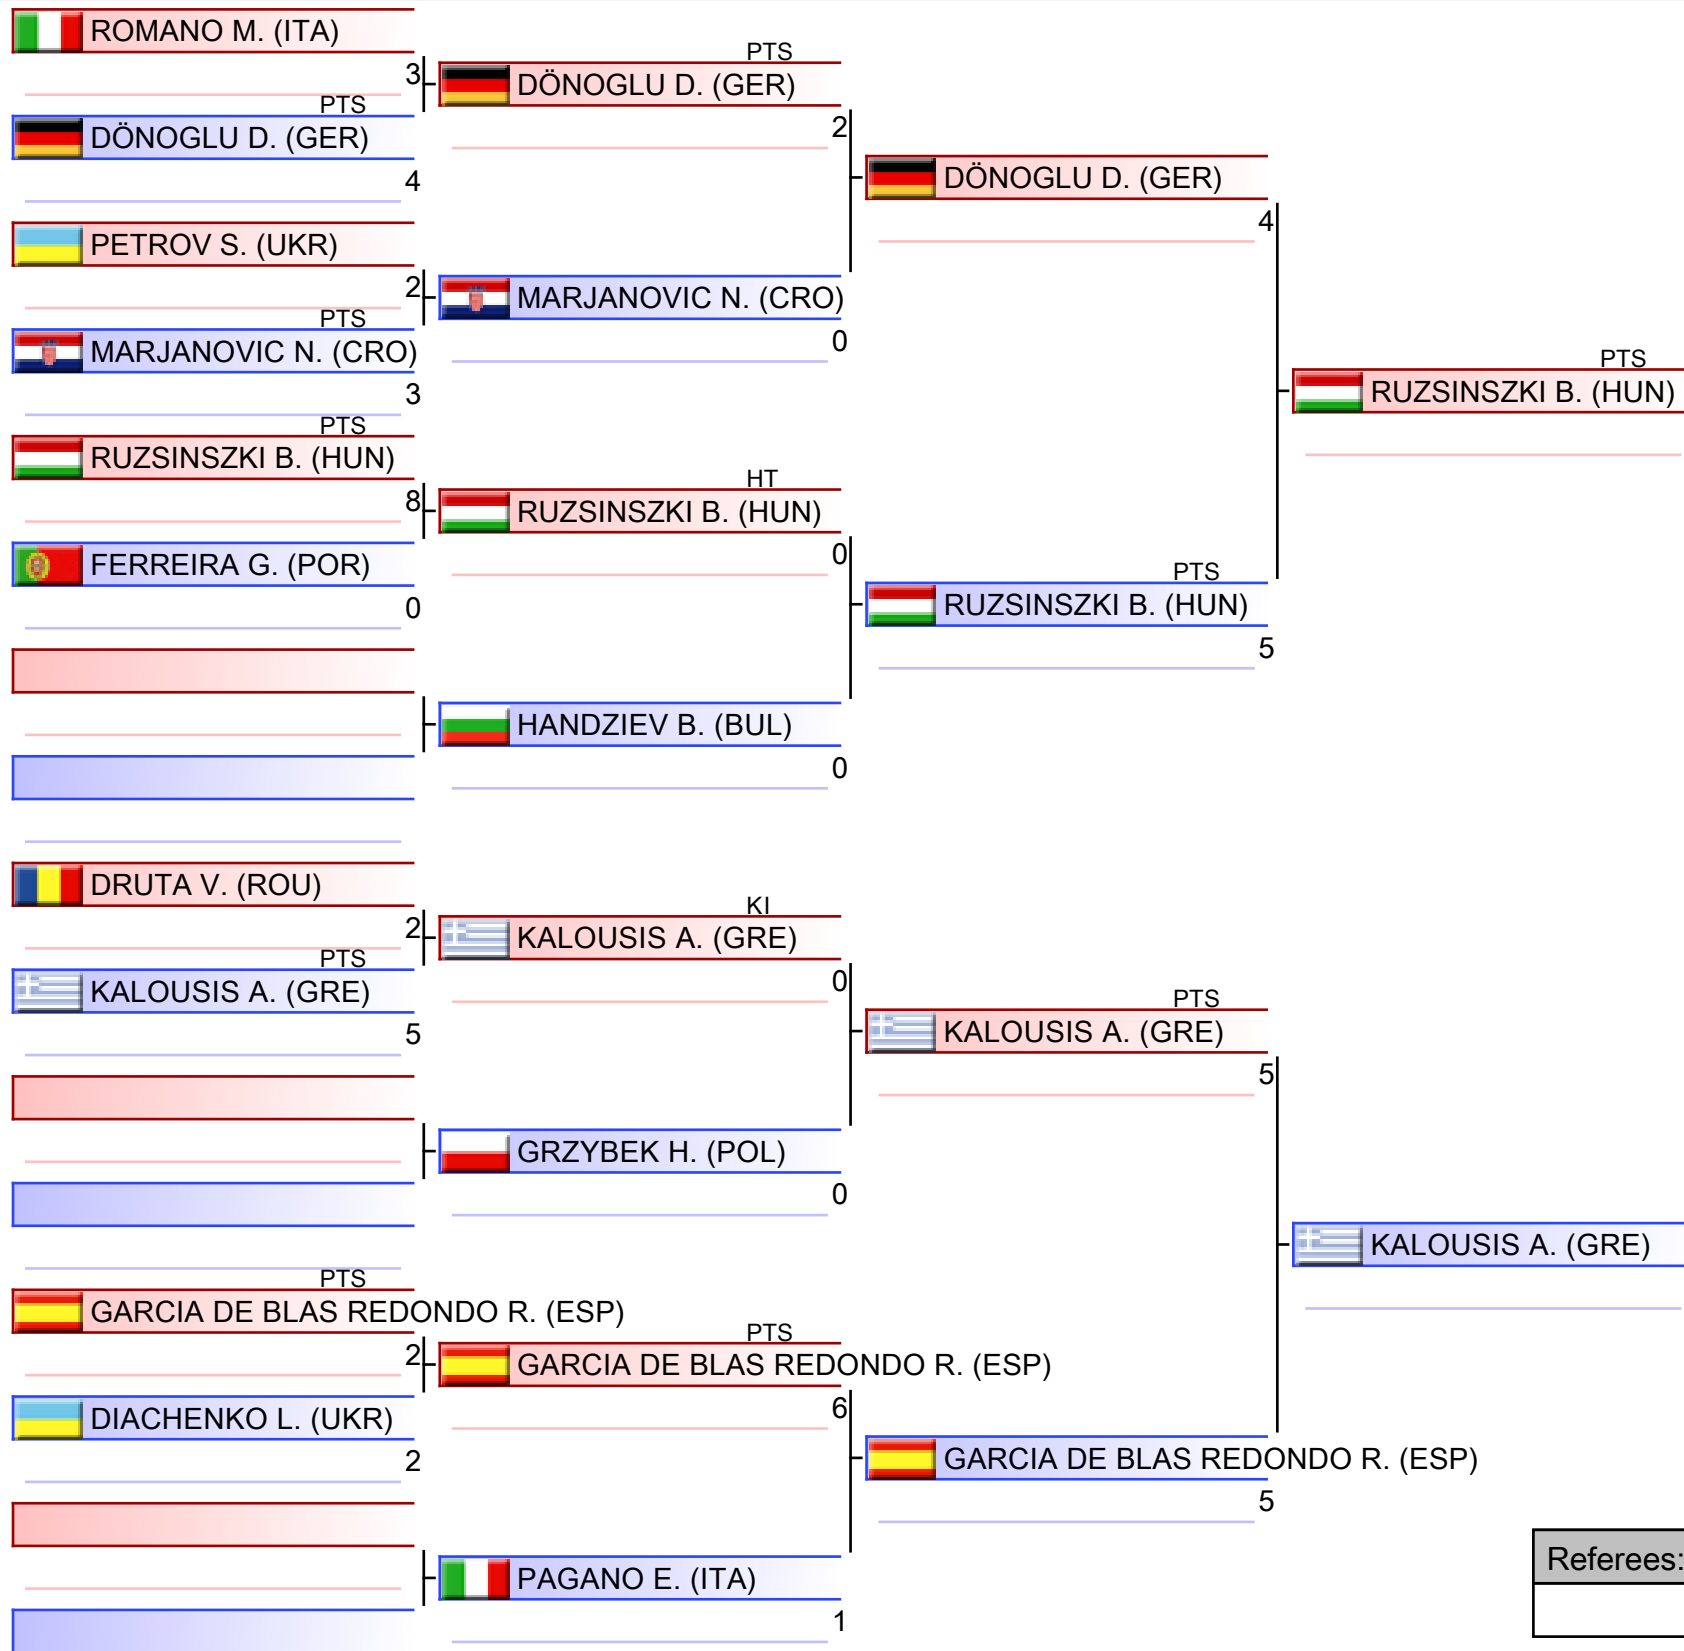 ROMANO M. (ITA)
3
PTS
DÖNOGLU D. (GER)
4
PETROV S. (UKR)
2
PTS
MARJANOVIC N. (CRO)
3
PTS
RUZSINSZKI B. (HUN)
8
FERREIRA G. (POR)
0
DRUTA V. (ROU)
2
PTS
KALOUSIS A. (GRE)
5
PTS
GARCIA DE BLAS REDONDO R. (ESP)
2
DIACHENKO L. (UKR)
2
PTS
DÖNOGLU D. (GER)
2
MARJANOVIC N. (CRO)
0
HT
RUZSINSZKI B. (HUN)
0
HANDZIEV B. (BUL)
0
KI
KALOUSIS A. (GRE)
0
GRZYBEK H. (POL)
0
PTS
GARCIA DE BLAS REDONDO R. (ESP)
6
PAGANO E. (ITA)
1
DÖNOGLU D. (GER)
4
PTS
RUZSINSZKI B. (HUN)
5
PTS
KALOUSIS A. (GRE)
5
GARCIA DE BLAS REDONDO R. (ESP)
5
PTS
RUZSINSZKI B. (HUN)
KALOUSIS A. (GRE)
Referees: